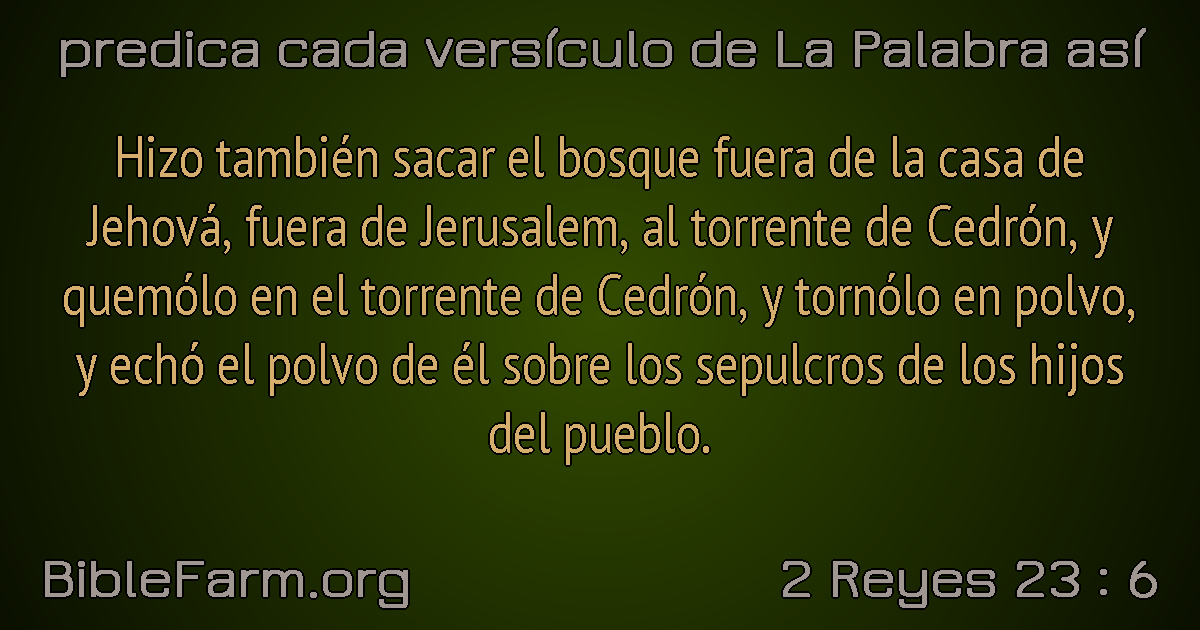 predica cada versículo de La Palabra así
Hizo también sacar el bosque fuera de la casa de
Jehová, fuera de Jerusalem, al torrente de Cedrón, y
quemólo en el torrente de Cedrón, y tornólo en polvo,
y echó el polvo de él sobre los sepulcros de los hijos
del pueblo.
BibleFarm.org
2 Reyes 23 : 6